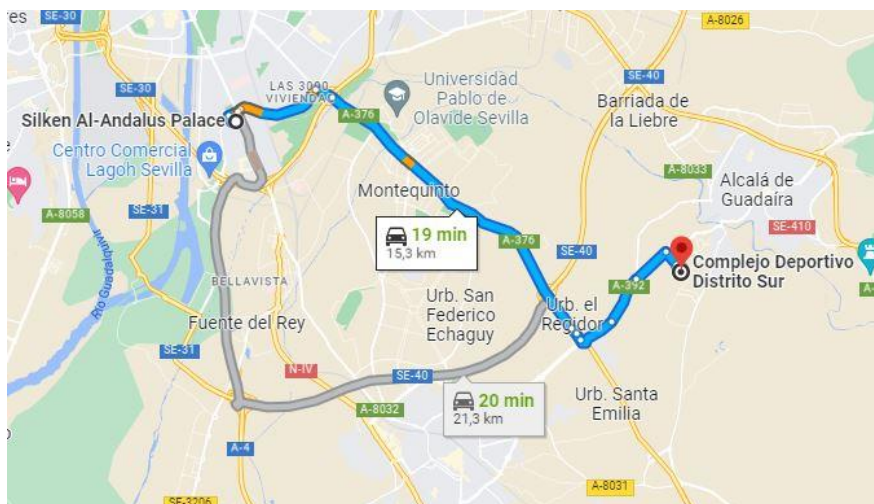 res
A-8026
SE-30
SE-40
LAS 3000
VIVIENDAS
SE-30
Universidad
Pablo de
Olavide Sevilla
Barriada de
la Liebre
A-376
Silken Al-Andalus Palace
Centro Comercial
Lagoh Sevilla
A-8033
Alcalá de
Guadaíra
Montequinto
SE-31
A-8058
SE-410
19 min
15,3 km
A-376
SE-40
Complejo Deportivo
Distrito Sur
Río Guadalquivir
BELLAVISTA
A-392
Urb. San
Federico
Echaguy
Urb. el
Regidor
Fuente del Rey
SE-31
N-IV
SE-40
20 min
21,3 km
A-8032
Urb. Santa
Emilia
A-4
A-8031
SE-3206